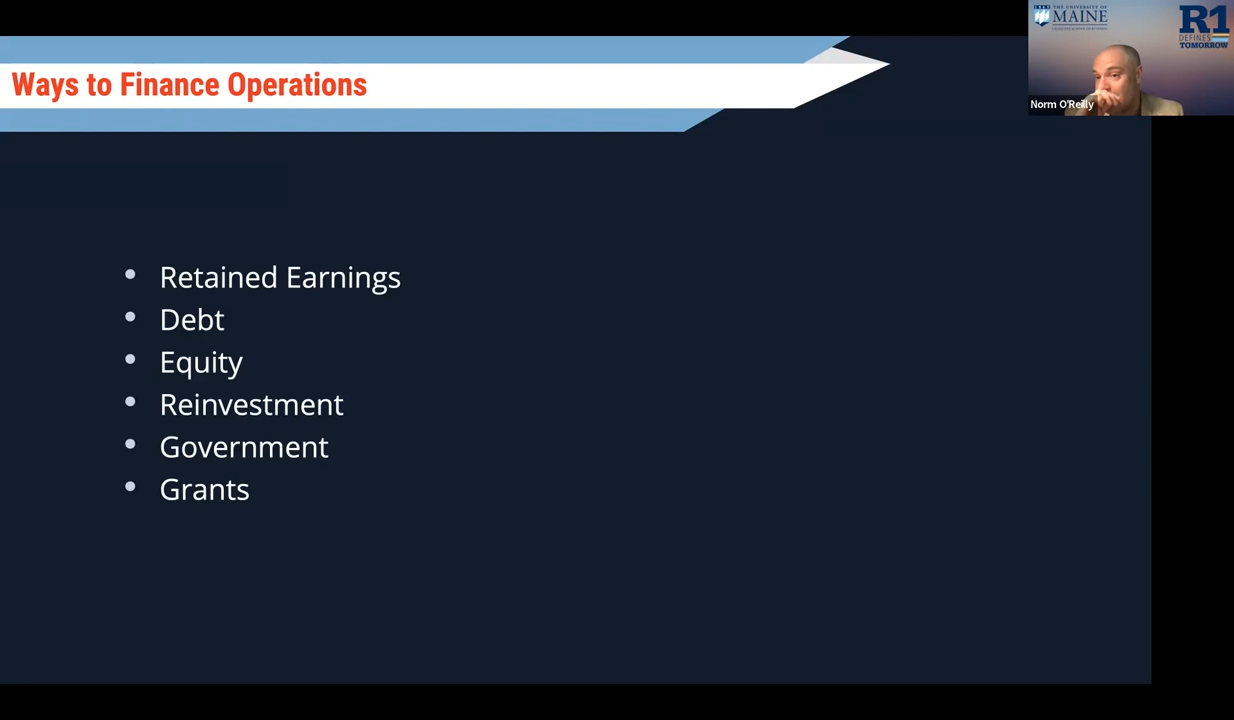 Ways to Finance Operations
• Retained Earnings
• Debt
• Equity
• Reinvestment
• Government
• Grants
THE UNIVERSITY OF
MAINE
R1
DEFINES
TOMORROW
Norm O'Reilly